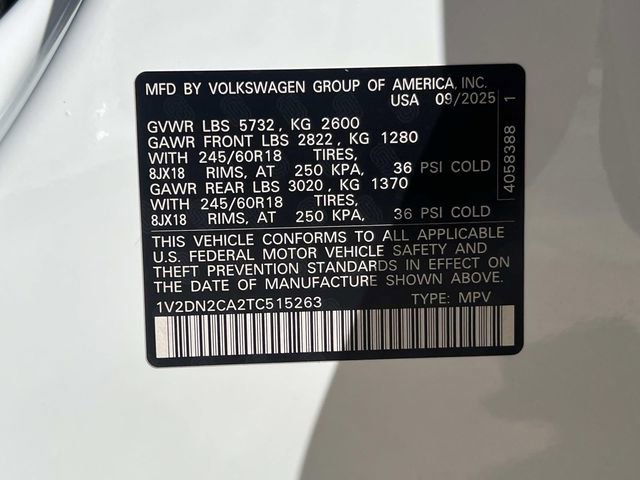 MFD BY VOLKSWAGEN GROUP OF AMERICA, INC.
USA 09/2025
GVWR LBS 5732, KG 2600
GAWR FRONT LBS 2822, KG 1280
WITH 245/60R18 TIRES,
8JX18 RIMS, AT 250 KPA, 36 PSI COLD
GAWR REAR LBS 3020, KG 1370
WITH 245/60R18 TIRES,
8JX18 RIMS, AT 250 KPA, 36 PSI COLD
THIS VEHICLE CONFORMS TO ALL APPLICABLE
U.S. FEDERAL MOTOR VEHICLE SAFETY AND
THEFT PREVENTION STANDARDS IN EFFECT ON
THE DATE OF MANUFACTURE SHOWN ABOVE.
1V2DN2CA2TC515263 TYPE: MPV
4058388 1